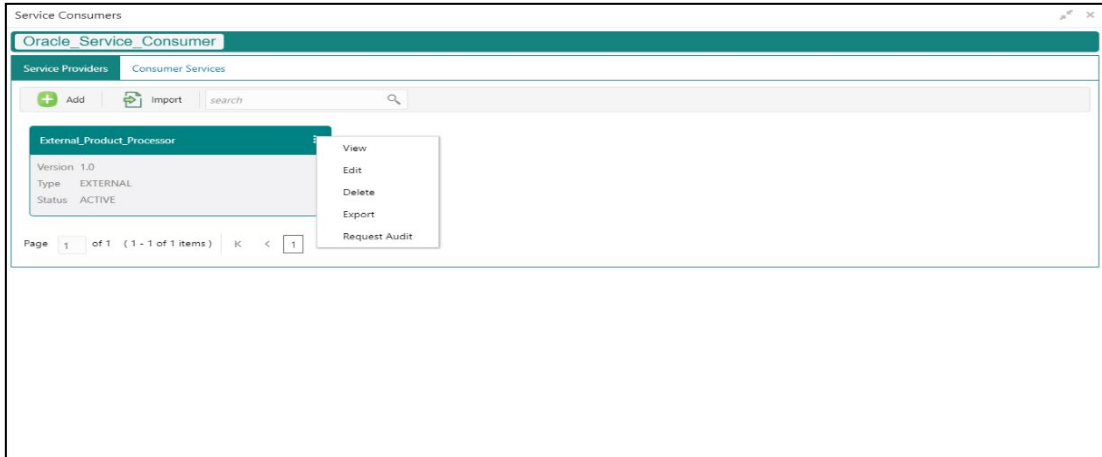 Service Consumers
Oracle_Service_Consumer
Service Providers Consumer Services
Add Import search
External_Product_Processor
Version 1.0
Type EXTERNAL
Status ACTIVE
View
Edit
Delete
Export
Request Audit
Page 1 of 1 ( 1 - 1 of 1 items ) K < 1